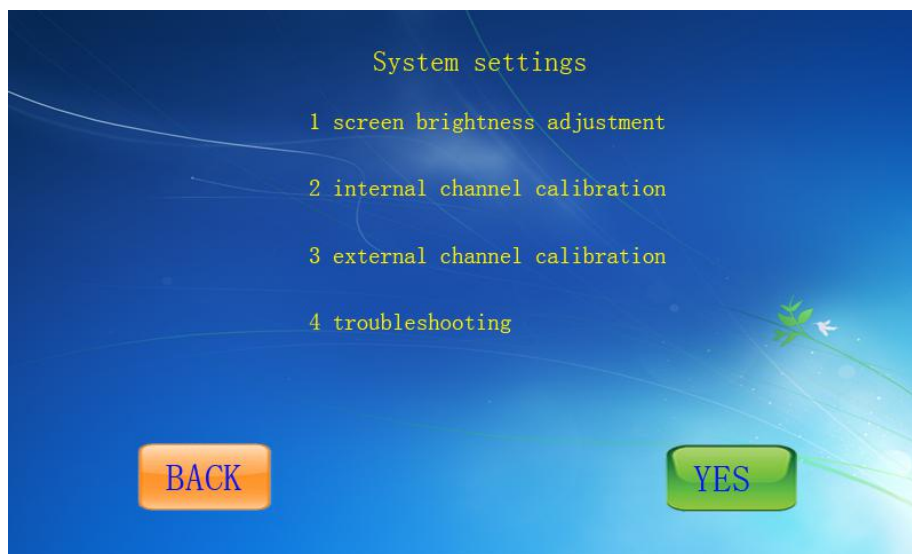 System settings
1 screen brightness adjustment
2 internal channel calibration
3 external channel calibration
4 troubleshooting
BACK
YES